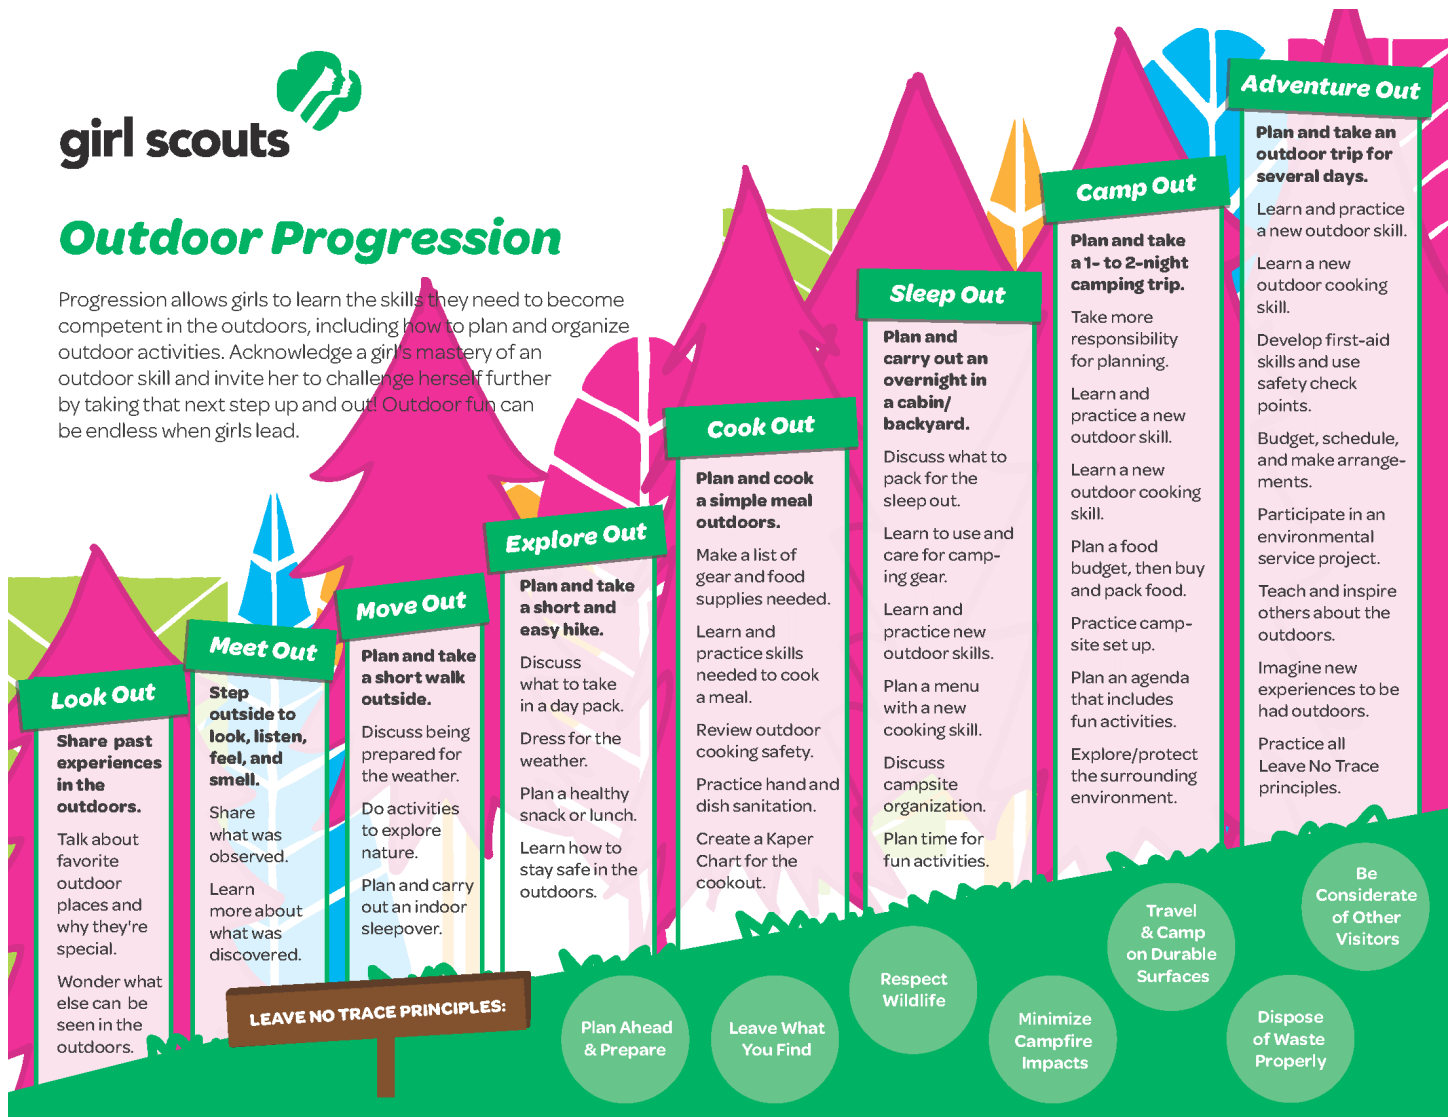 girl scouts
Outdoor Progression
Progression allows girls to learn the skills they need to become
competent in the outdoors, including how to plan and organize
outdoor activities. Acknowledge a girl's mastery of an
outdoor skill and invite her to challenge herself further
by taking that next step up and out! Outdoor fun can
be endless when girls lead.
Look Out
Share past
experiences
in the
outdoors.
Talk about
favorite
outdoor
places and
why they're
special.
Wonder what
else can be
seen in the
outdoors.
Meet Out
Step
outside to
look, listen,
feel, and
smell.
Share
what was
observed.
Learn
more about
what was
discovered.
Move Out
Plan and take
a short walk
outside.
Discuss being
prepared for
the weather.
Do activities
to explore
nature.
Plan and carry
out an indoor
sleepover.
Explore Out
Plan and take
a short and
easy hike.
Discuss
what to take
in a day pack.
Dress for the
weather.
Plan a healthy
snack or lunch.
Learn how to
stay safe in the
outdoors.
Cook Out
Plan and cook
a simple meal
outdoors.
Make a list of
gear and food
supplies needed.
Learn and
practice skills
needed to cook
a meal.
Review outdoor
cooking safety.
Practice hand and
dish sanitation.
Create a Kaper
Chart for the
cookout.
Sleep Out
Plan and
carry out an
overnight in
a cabin/
backyard.
Discuss what to
pack for the
sleep out.
Learn to use and
care for camp-
ing gear.
Learn and
practice new
outdoor skills.
Plan a menu
with a new
cooking skill.
Discuss
campsite
organization.
Plan time for
fun activities.
Camp Out
Plan and take
a 1- to 2-night
camping trip.
Take more
responsibility
for planning.
Learn and
practice a new
outdoor skill.
Learn a new
outdoor cooking
skill.
Plan a food
budget, then buy
and pack food.
Practice camp-
site set up.
Plan an agenda
that includes
fun activities.
Explore/protect
the surrounding
environment.
Adventure Out
Plan and take an
outdoor trip for
several days.
Learn and practice
a new outdoor skill.
Learn a new
outdoor cooking
skill.
Develop first-aid
skills and use
safety check
points.
Budget, schedule,
and make arrange-
ments.
Participate in an
environmental
service project.
Teach and inspire
others about the
outdoors.
Imagine new
experiences to be
had outdoors.
Practice all
Leave No Trace
principles.
LEAVE NO TRACE PRINCIPLES:
Plan Ahead
& Prepare
Leave What
You Find
Respect
Wildlife
Minimize
Campfire
Impacts
Travel
& Camp
on Durable
Surfaces
Dispose
of Waste
Properly
Be
Considerate
of Other
Visitors